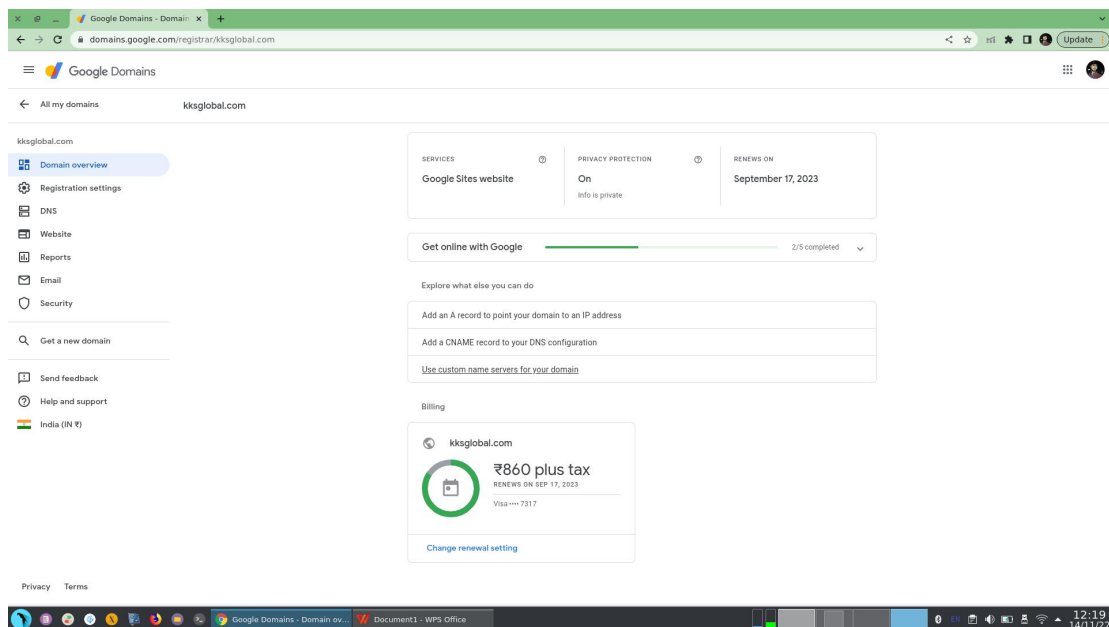 Google Domains - Domain
domains.google.com/registrar/kksglobal.com
Update
Google Domains
All my domains
kksglobal.com
kksglobal.com
Domain overview
Registration settings
DNS
Website
Reports
Email
Security
Get a new domain
Send feedback
Help and support
India (IN ₹)
SERVICES
Google Sites website
PRIVACY PROTECTION
On
Info is private
RENEWS ON
September 17, 2023
Get online with Google
2/5 completed
Explore what else you can do
Add an A record to point your domain to an IP address
Add a CNAME record to your DNS configuration
Use custom name servers for your domain
Billing
kksglobal.com
₹860 plus tax
RENEWS ON SEP 17, 2023
Visa •••• 7317
Change renewal setting
Privacy Terms
Google Domains - Domain ov...
Document1 - WPS Office
EN
12:19
14/11/22